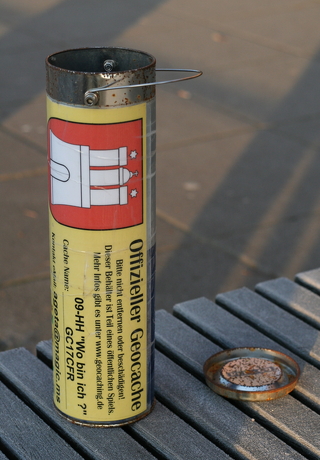 Offizieller Geocache
Bitte nicht entfernen oder beschädigen!
Dieser Behälter ist Teil eines öffentlichen Spiels.
Mehr Infos gibt es unter www.geocaching.de
Cache Name:
09-HH "Wo bin ich ?"
GC17CFR
Kontakt